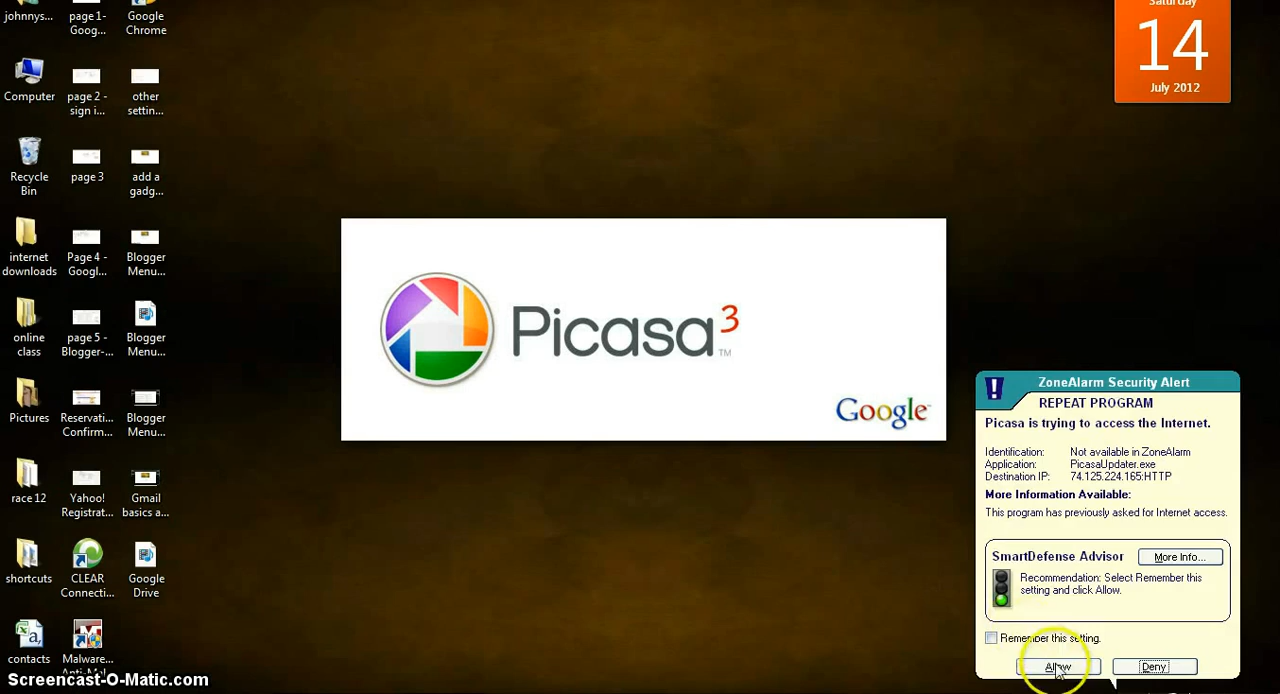 johnnys...
page 1-
Goog...
Google
Chrome
Saturday
14
July 2012
Computer
page 2 -
sign i...
other
settin...
Recycle
Bin
page 3
add a
gadg...
internet
downloads
Page 4 -
Googl...
Blogger
Menu...
online
class
page 5 -
Blogger-...
Blogger
Menu...
Pictures
Reservati...
Confirm...
Blogger
Menu...
race 12
Yahoo!
Registrat...
Gmail
basics a...
shortcuts
CLEAR
Connecti...
Google
Drive
contacts
Malware...
Anti-Mal...
Picasa 3
TM
Google
ZoneAlarm Security Alert
REPEAT PROGRAM
Picasa is trying to access the Internet.
Identification: Not available in ZoneAlarm
Application: PicasaUpdater.exe
Destination IP: 74.125.224.165:HTTP
More Information Available:
This program has previously asked for Internet access.
SmartDefense Advisor
More Info...
Recommendation: Select Remember this
setting and click Allow.
Remember this setting.
Allow
Deny
Screencast-O-Matic.com